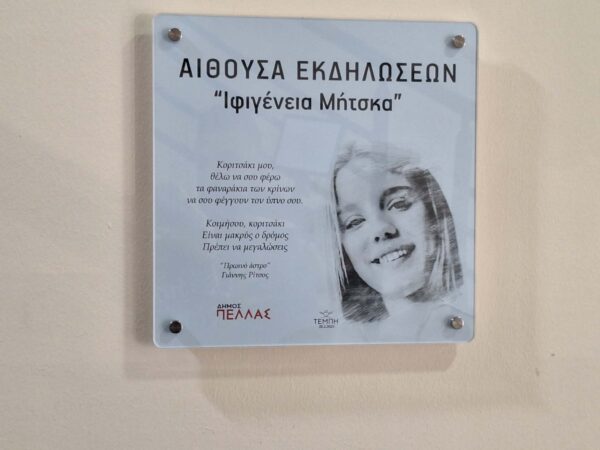 ΑΙΘΟΥΣΑ ΕΚΔΗΛΩΣΕΩΝ
“Ιφιγένεια Μήτσκα”
Κοριτσάκι μου,
θέλω να σου φέρω
τα φαναράκια των κρίνων
να σου φέγγουν τον ύπνο σου.
Κοιμήσου, κοριτσάκι
Είναι μακρύς ο δρόμος
Πρέπει να μεγαλώσεις
"Πρωινό άστρο"
Γιάννης Ρίτσος
ΔΗΜΟΣ
ΠΕΛΛΑΣ
ΤΕΜΠΗ